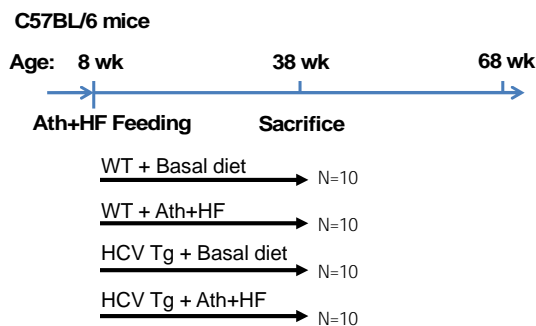 C57BL/6 mice
Age: 8 wk 38 wk 68 wk
Ath+HF Feeding Sacrifice
WT + Basal diet N=10
WT + Ath+HF N=10
HCV Tg + Basal diet N=10
HCV Tg + Ath+HF N=10